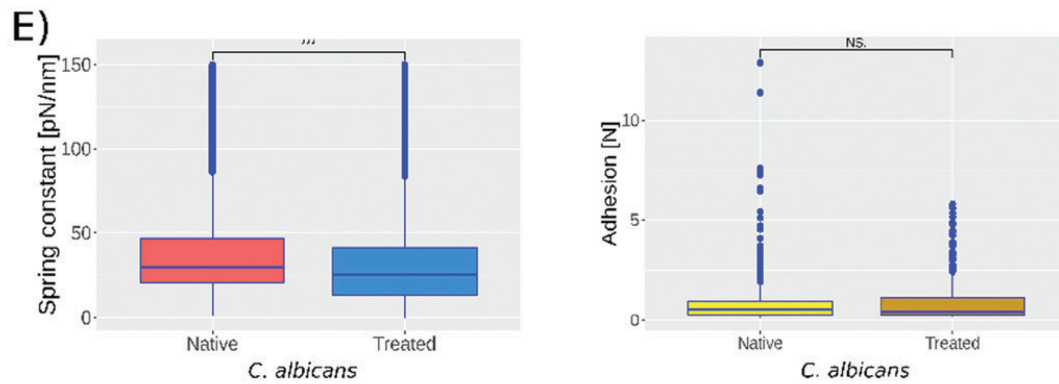 E)
Spring constant [pN/nm]
150
100
50
0
Native Treated
C. albicans
NS.
Adhesion [N]
10
5
0
Native Treated
C. albicans